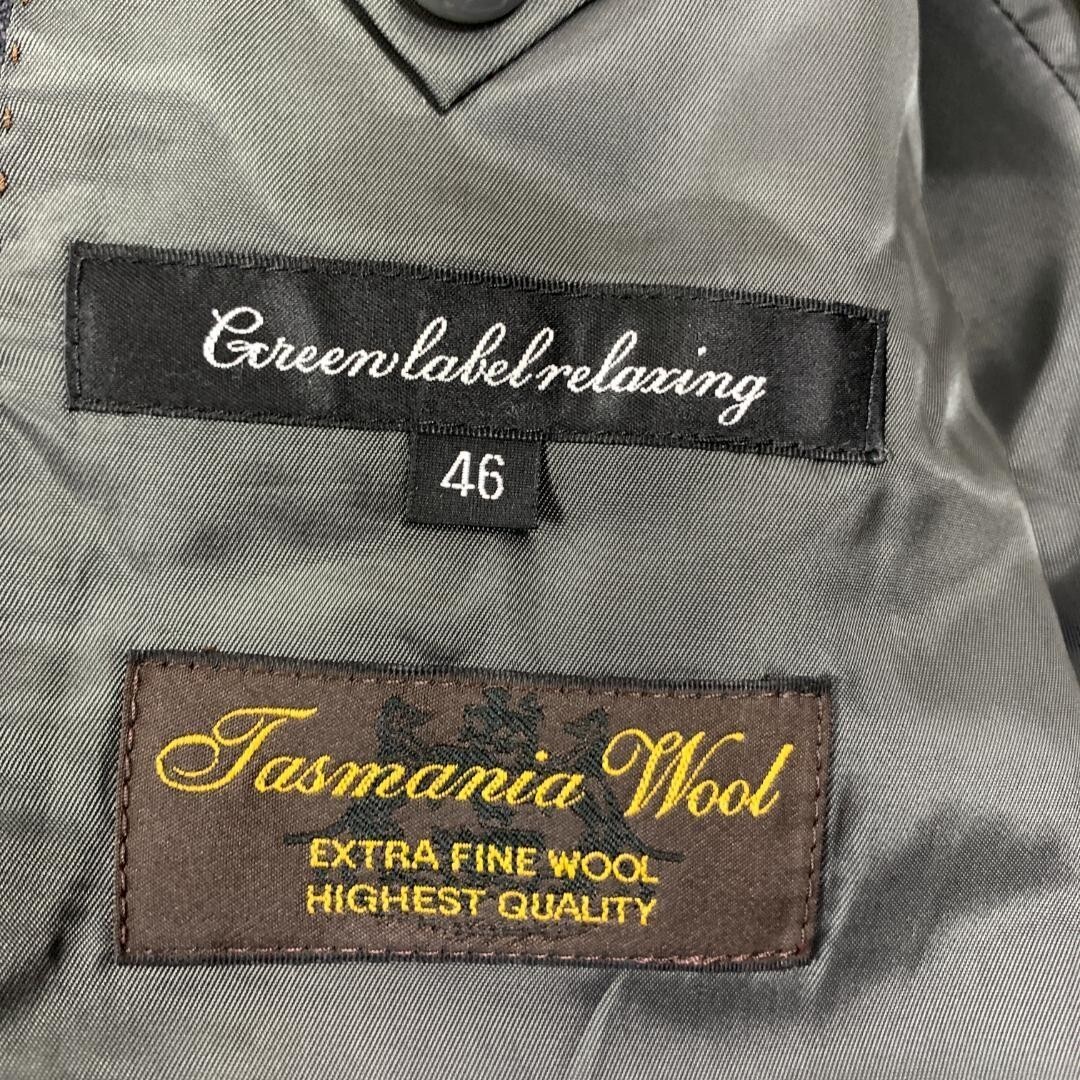 Green label relaxing
46
Tasmania Wool
EXTRA FINE WOOL
HIGHEST QUALITY